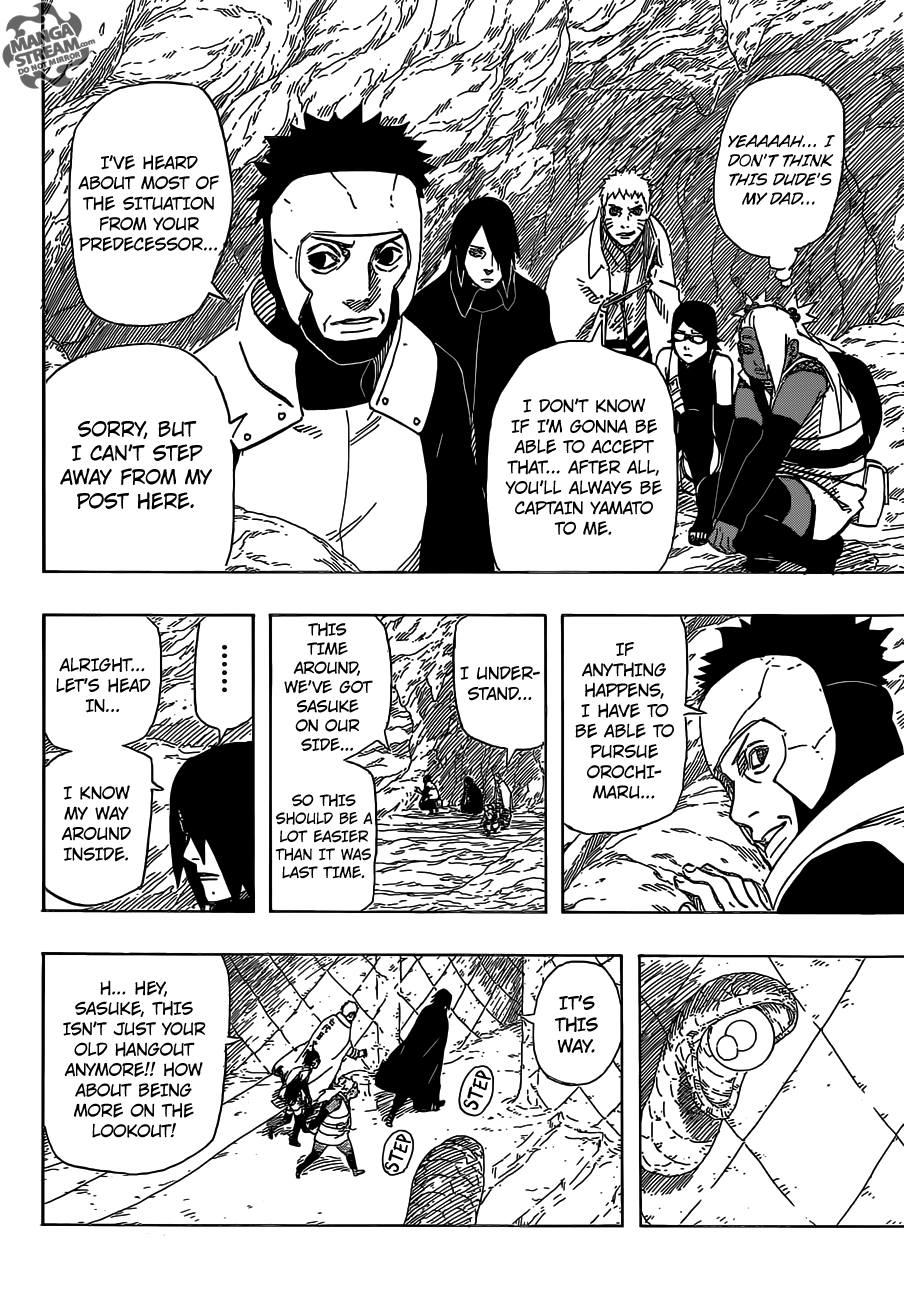 MANGA
STREAM.com
DO NOT MIRROR
YEAAAAH... I
DON'T THINK
THIS DUDE'S
MY DAD...
I DON'T KNOW
IF I'M GONNA BE
ABLE TO ACCEPT
THAT... AFTER ALL,
YOU'LL ALWAYS BE
CAPTAIN YAMATO
TO ME.
I'VE HEARD
ABOUT MOST OF
THE SITUATION
FROM YOUR
PREDECESSOR...
SORRY, BUT
I CAN'T STEP
AWAY FROM MY
POST HERE.
IF
ANYTHING
HAPPENS,
I HAVE TO
BE ABLE TO
PURSUE
OROCHI-
MARU...
I UNDER-
STAND...
THIS
TIME
AROUND,
WE'VE GOT
SASUKE
ON OUR
SIDE...
SO THIS
SHOULD BE A
LOT EASIER
THAN IT WAS
LAST TIME.
......
ALRIGHT...
LET'S HEAD
IN...
I KNOW
MY WAY
AROUND
INSIDE.
IT'S
THIS
WAY.
STEP
STEP
H... HEY,
SASUKE, THIS
ISN'T JUST YOUR
OLD HANGOUT
ANYMORE!! HOW
ABOUT BEING
MORE ON THE
LOOKOUT!